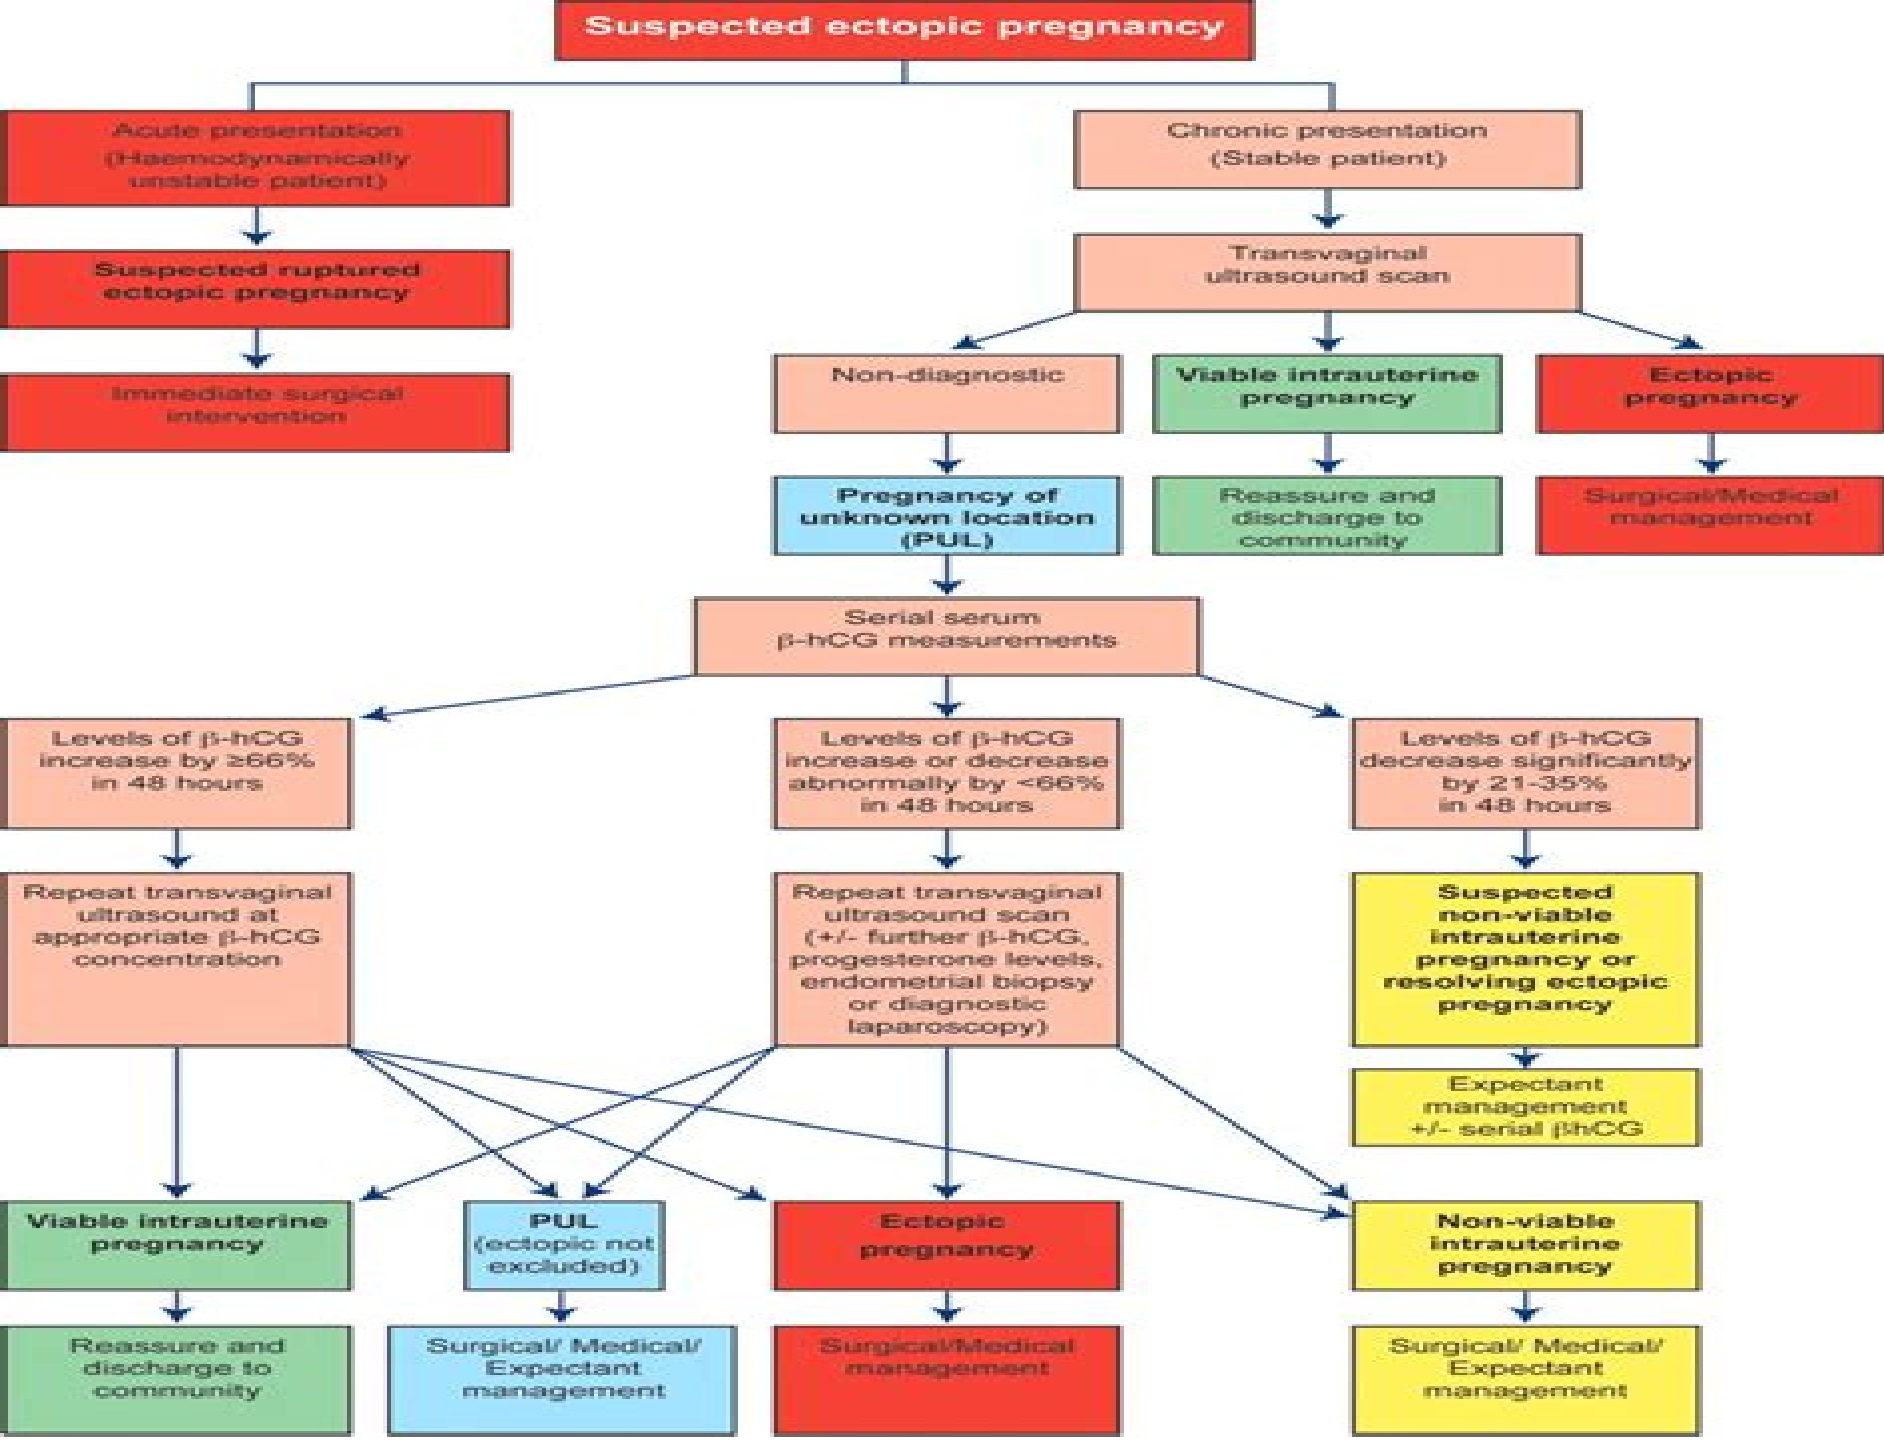 Suspected ectopic pregnancy
Acute presentation
(Haemodynamically
unstable patient)
Chronic presentation
(Stable patient)
Suspected ruptured
ectopic pregnancy
Transvaginal
ultrasound scan
Immediate surgical
intervention
Non-diagnostic
Viable intrauterine
pregnancy
Ectopic
pregnancy
Pregnancy of
unknown location
(PUL)
Reassure and
discharge to
community
Surgical/Medical
management
Serial serum
β-hCG measurements
Levels of β-hCG
increase by ≥66%
in 48 hours
Levels of β-hCG
increase or decrease
abnormally by <66%
in 48 hours
Levels of β-hCG
decrease significantly
by 21-35%
in 48 hours
Repeat transvaginal
ultrasound at
appropriate β-hCG
concentration
Repeat transvaginal
ultrasound scan
(+/- further β-hCG,
progesterone levels,
endometrial biopsy
or diagnostic
laparoscopy)
Suspected
non-viable
intrauterine
pregnancy or
resolving ectopic
pregnancy
Expectant
management
+/- serial βhCG
Viable intrauterine
pregnancy
PUL
(ectopic not
excluded)
Ectopic
pregnancy
Non-viable
intrauterine
pregnancy
Reassure and
discharge to
community
Surgical/ Medical/
Expectant
management
Surgical/Medical
management
Surgical/ Medical/
Expectant
management